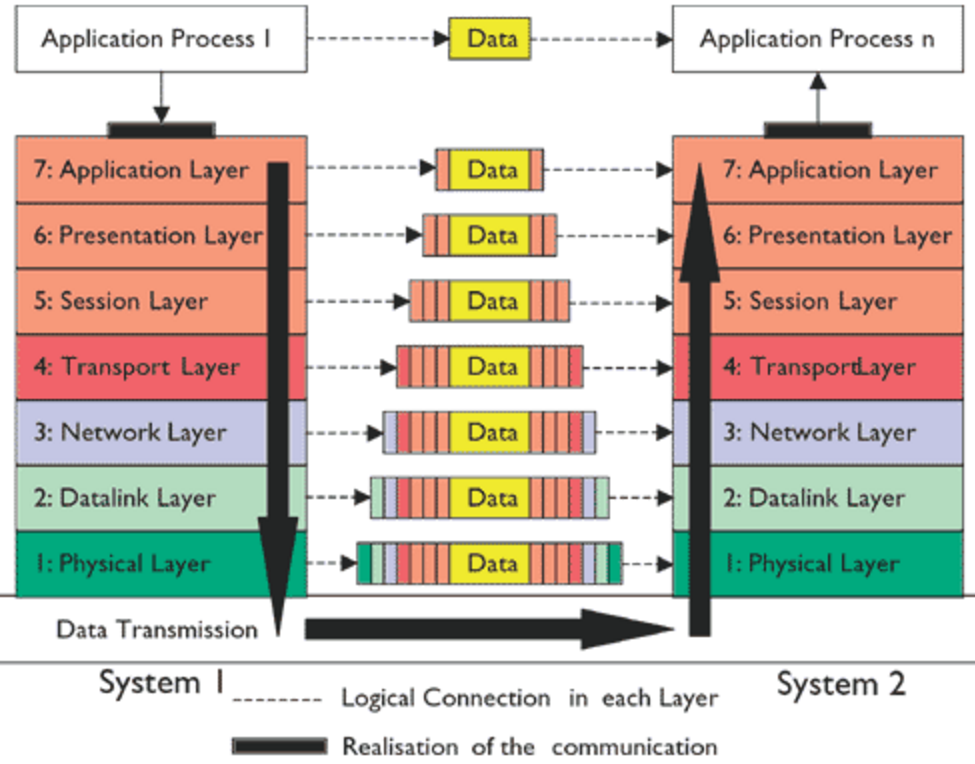 Application Process 1 Data Application Process n
7: Application Layer Data 7: Application Layer
6: Presentation Layer Data 6: Presentation Layer
5: Session Layer Data 5: Session Layer
4: Transport Layer Data 4: TransportLayer
3: Network Layer Data 3: Network Layer
2: Datalink Layer Data 2: Datalink Layer
1: Physical Layer Data 1: Physical Layer
Data Transmission
System 1 System 2
Logical Connection in each Layer
Realisation of the communication